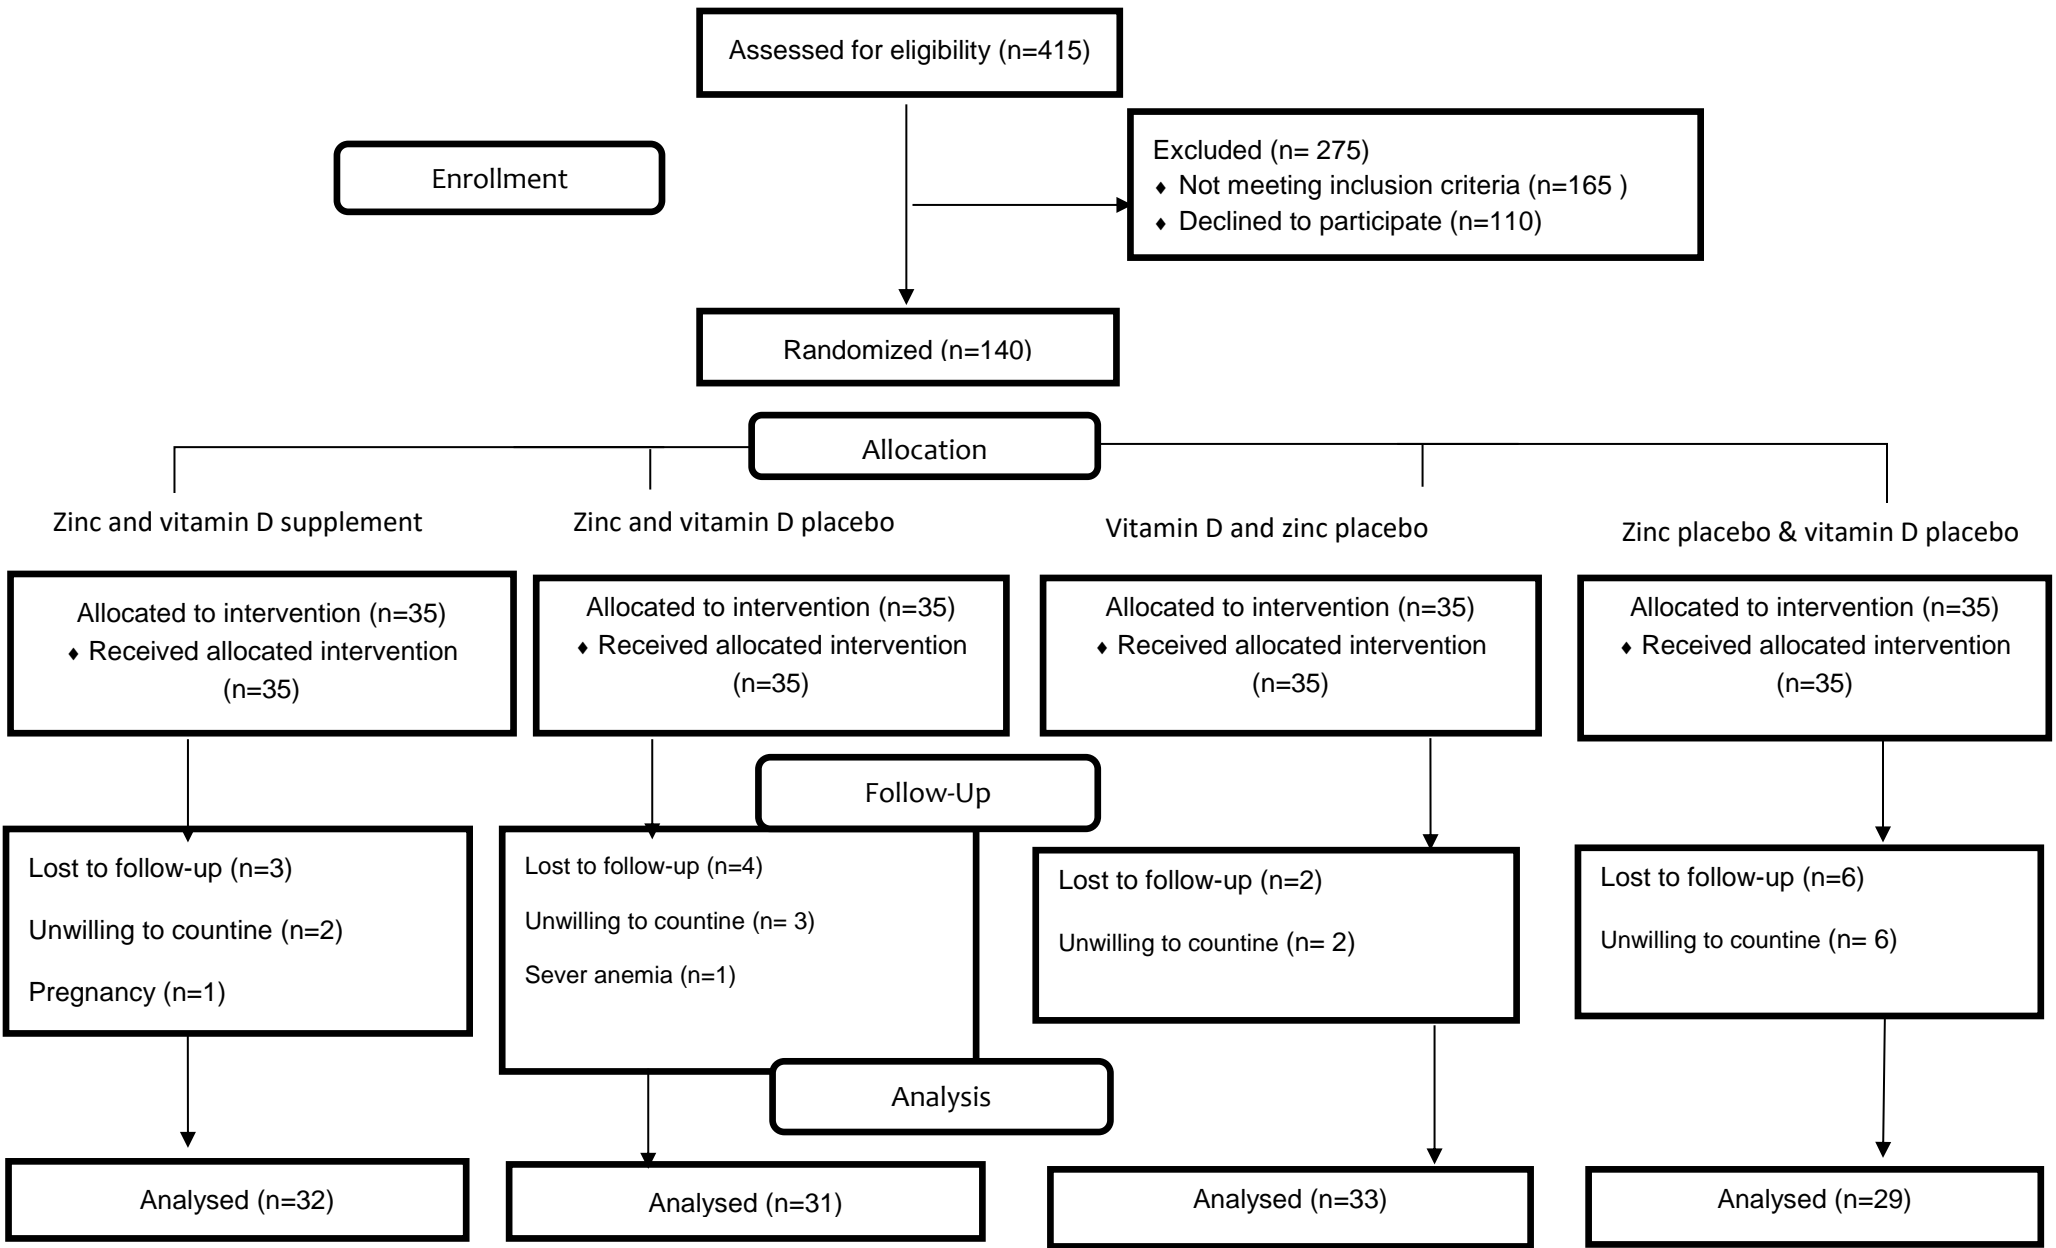 Assessed for eligibility (n=415)
Enrollment
Excluded (n= 275)
♦ Not meeting inclusion criteria (n=165 )
♦ Declined to participate (n=110)
Randomized (n=140)
Allocation
Zinc and vitamin D supplement
Zinc and vitamin D placebo
Vitamin D and zinc placebo
Zinc placebo & vitamin D placebo
Allocated to intervention (n=35)
♦ Received allocated intervention
(n=35)
Allocated to intervention (n=35)
♦ Received allocated intervention
(n=35)
Allocated to intervention (n=35)
♦ Received allocated intervention
(n=35)
Allocated to intervention (n=35)
♦ Received allocated intervention
(n=35)
Follow-Up
Lost to follow-up (n=3)
Unwilling to countine (n=2)
Pregnancy (n=1)
Lost to follow-up (n=4)
Unwilling to countine (n= 3)
Sever anemia (n=1)
Lost to follow-up (n=2)
Unwilling to countine (n= 2)
Lost to follow-up (n=6)
Unwilling to countine (n= 6)
Analysis
Analysed (n=32)
Analysed (n=31)
Analysed (n=33)
Analysed (n=29)